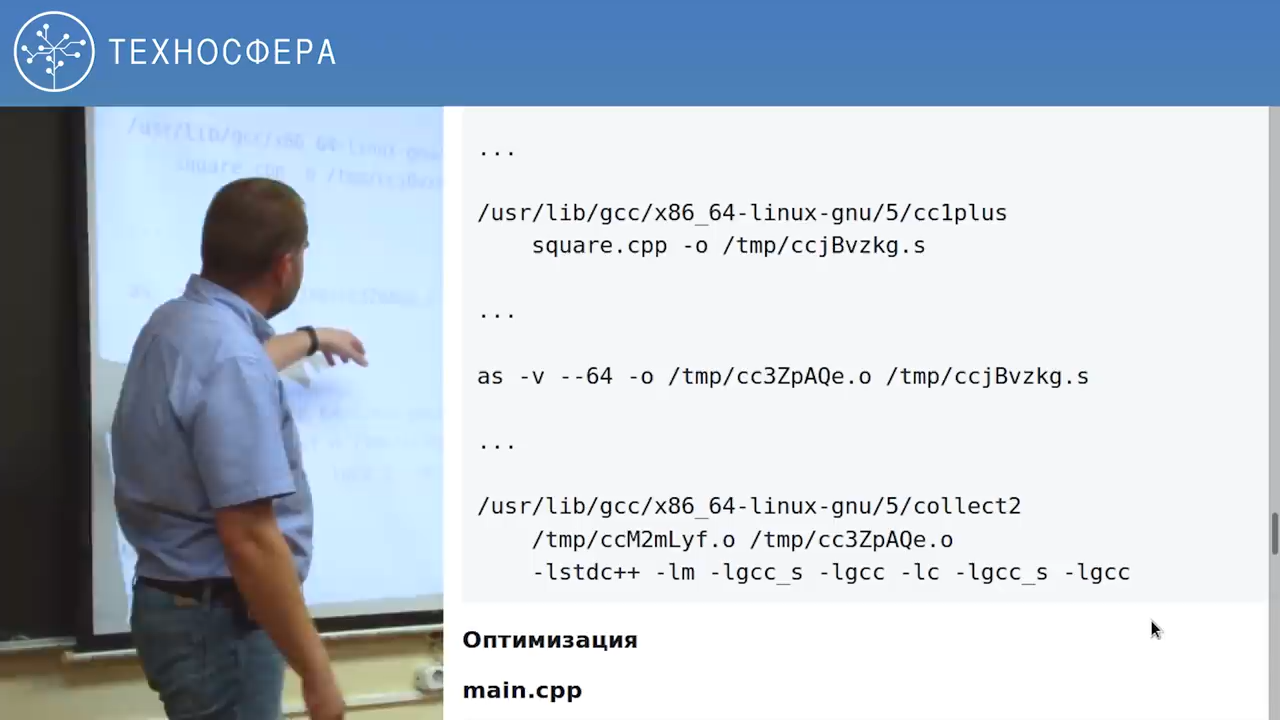 ТЕХНОСФЕРА
...
/usr/lib/gcc/x86_64-linux-gnu/5/cc1plus
square.cpp -o /tmp/ccjBvzkg.s
...
as -v --64 -o /tmp/cc3ZpAQe.o /tmp/ccjBvzkg.s
...
/usr/lib/gcc/x86_64-linux-gnu/5/collect2
/tmp/ccM2mLyf.o /tmp/cc3ZpAQe.o
-lstdc++ -lm -lgcc_s -lgcc -lc -lgcc_s -lgcc
Оптимизация
main.cpp